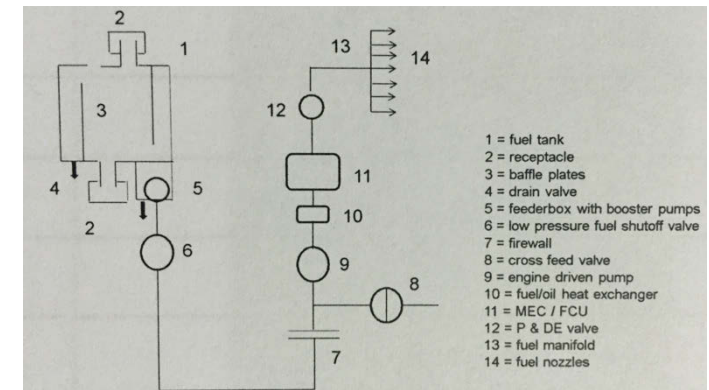 2
1
13
14
3
12
4
5
11
2
10
6
9
8
7
1 = fuel tank
2 = receptacle
3 = baffle plates
4 = drain valve
5 = feederbox with booster pumps
6 = low pressure fuel shutoff valve
7 = firewall
8 = cross feed valve
9 = engine driven pump
10 = fuel/oil heat exchanger
11 = MEC / FCU
12 = P & DE valve
13 = fuel manifold
14 = fuel nozzles